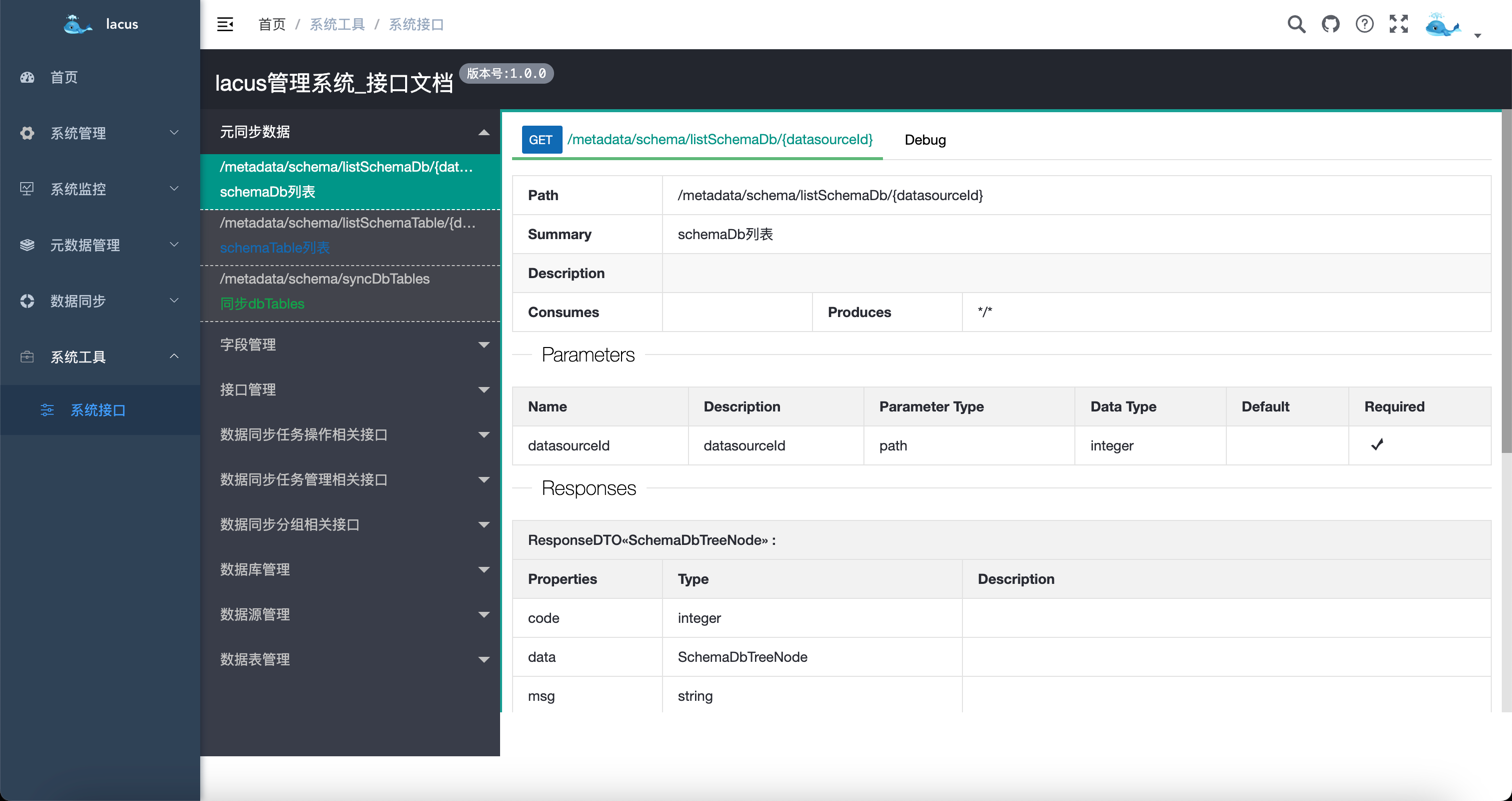 lacus
首页
系统管理
系统监控
元数据管理
数据同步
系统工具
系统接口
首页 / 系统工具 / 系统接口
lacus管理系统_接口文档 版本号:1.0.0
元同步数据
/metadata/schema/listSchemaDb/{dat...
schemaDb列表
/metadata/schema/listSchemaTable/{d...
schemaTable列表
/metadata/schema/syncDbTables
同步dbTables
字段管理
接口管理
数据同步任务操作相关接口
数据同步任务管理相关接口
数据同步分组相关接口
数据库管理
数据源管理
数据表管理
GET /metadata/schema/listSchemaDb/{datasourceId} Debug
Path /metadata/schema/listSchemaDb/{datasourceId}
Summary schemaDb列表
Description
Consumes Produces */*
Parameters
Name Description Parameter Type Data Type Default Required
datasourceId datasourceId path integer
Responses
ResponseDTO«SchemaDbTreeNode» :
Properties Type Description
code integer
data SchemaDbTreeNode
msg string